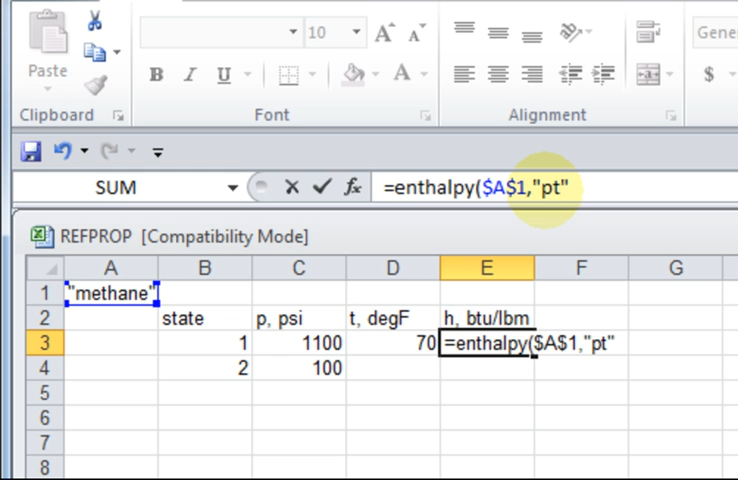 Paste
10 A A Gene
B I U A $
Clipboard Font Alignment
SUM fx =enthalpy($A$1,"pt"
REFPROP [Compatibility Mode]
A B C D E F G
1 "methane"
2 state p, psi t, degF h, btu/lbm
3 1 1100 70 =enthalpy($A$1,"pt"
4 2 100
5
6
7
8